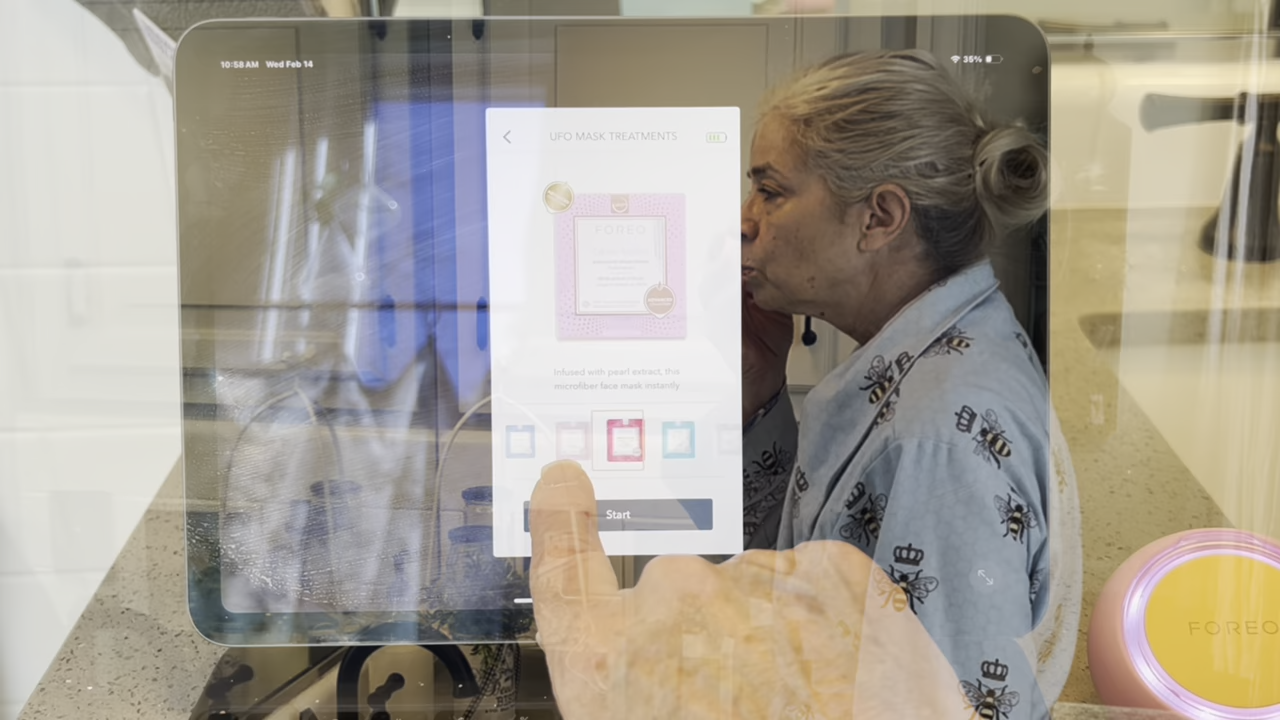 10:58 AM Wed Feb 14
35%
UFO MASK TREATMENTS
FOREO
Infused with pearl extract, this
microfiber face mask instantly
Start
FOREO